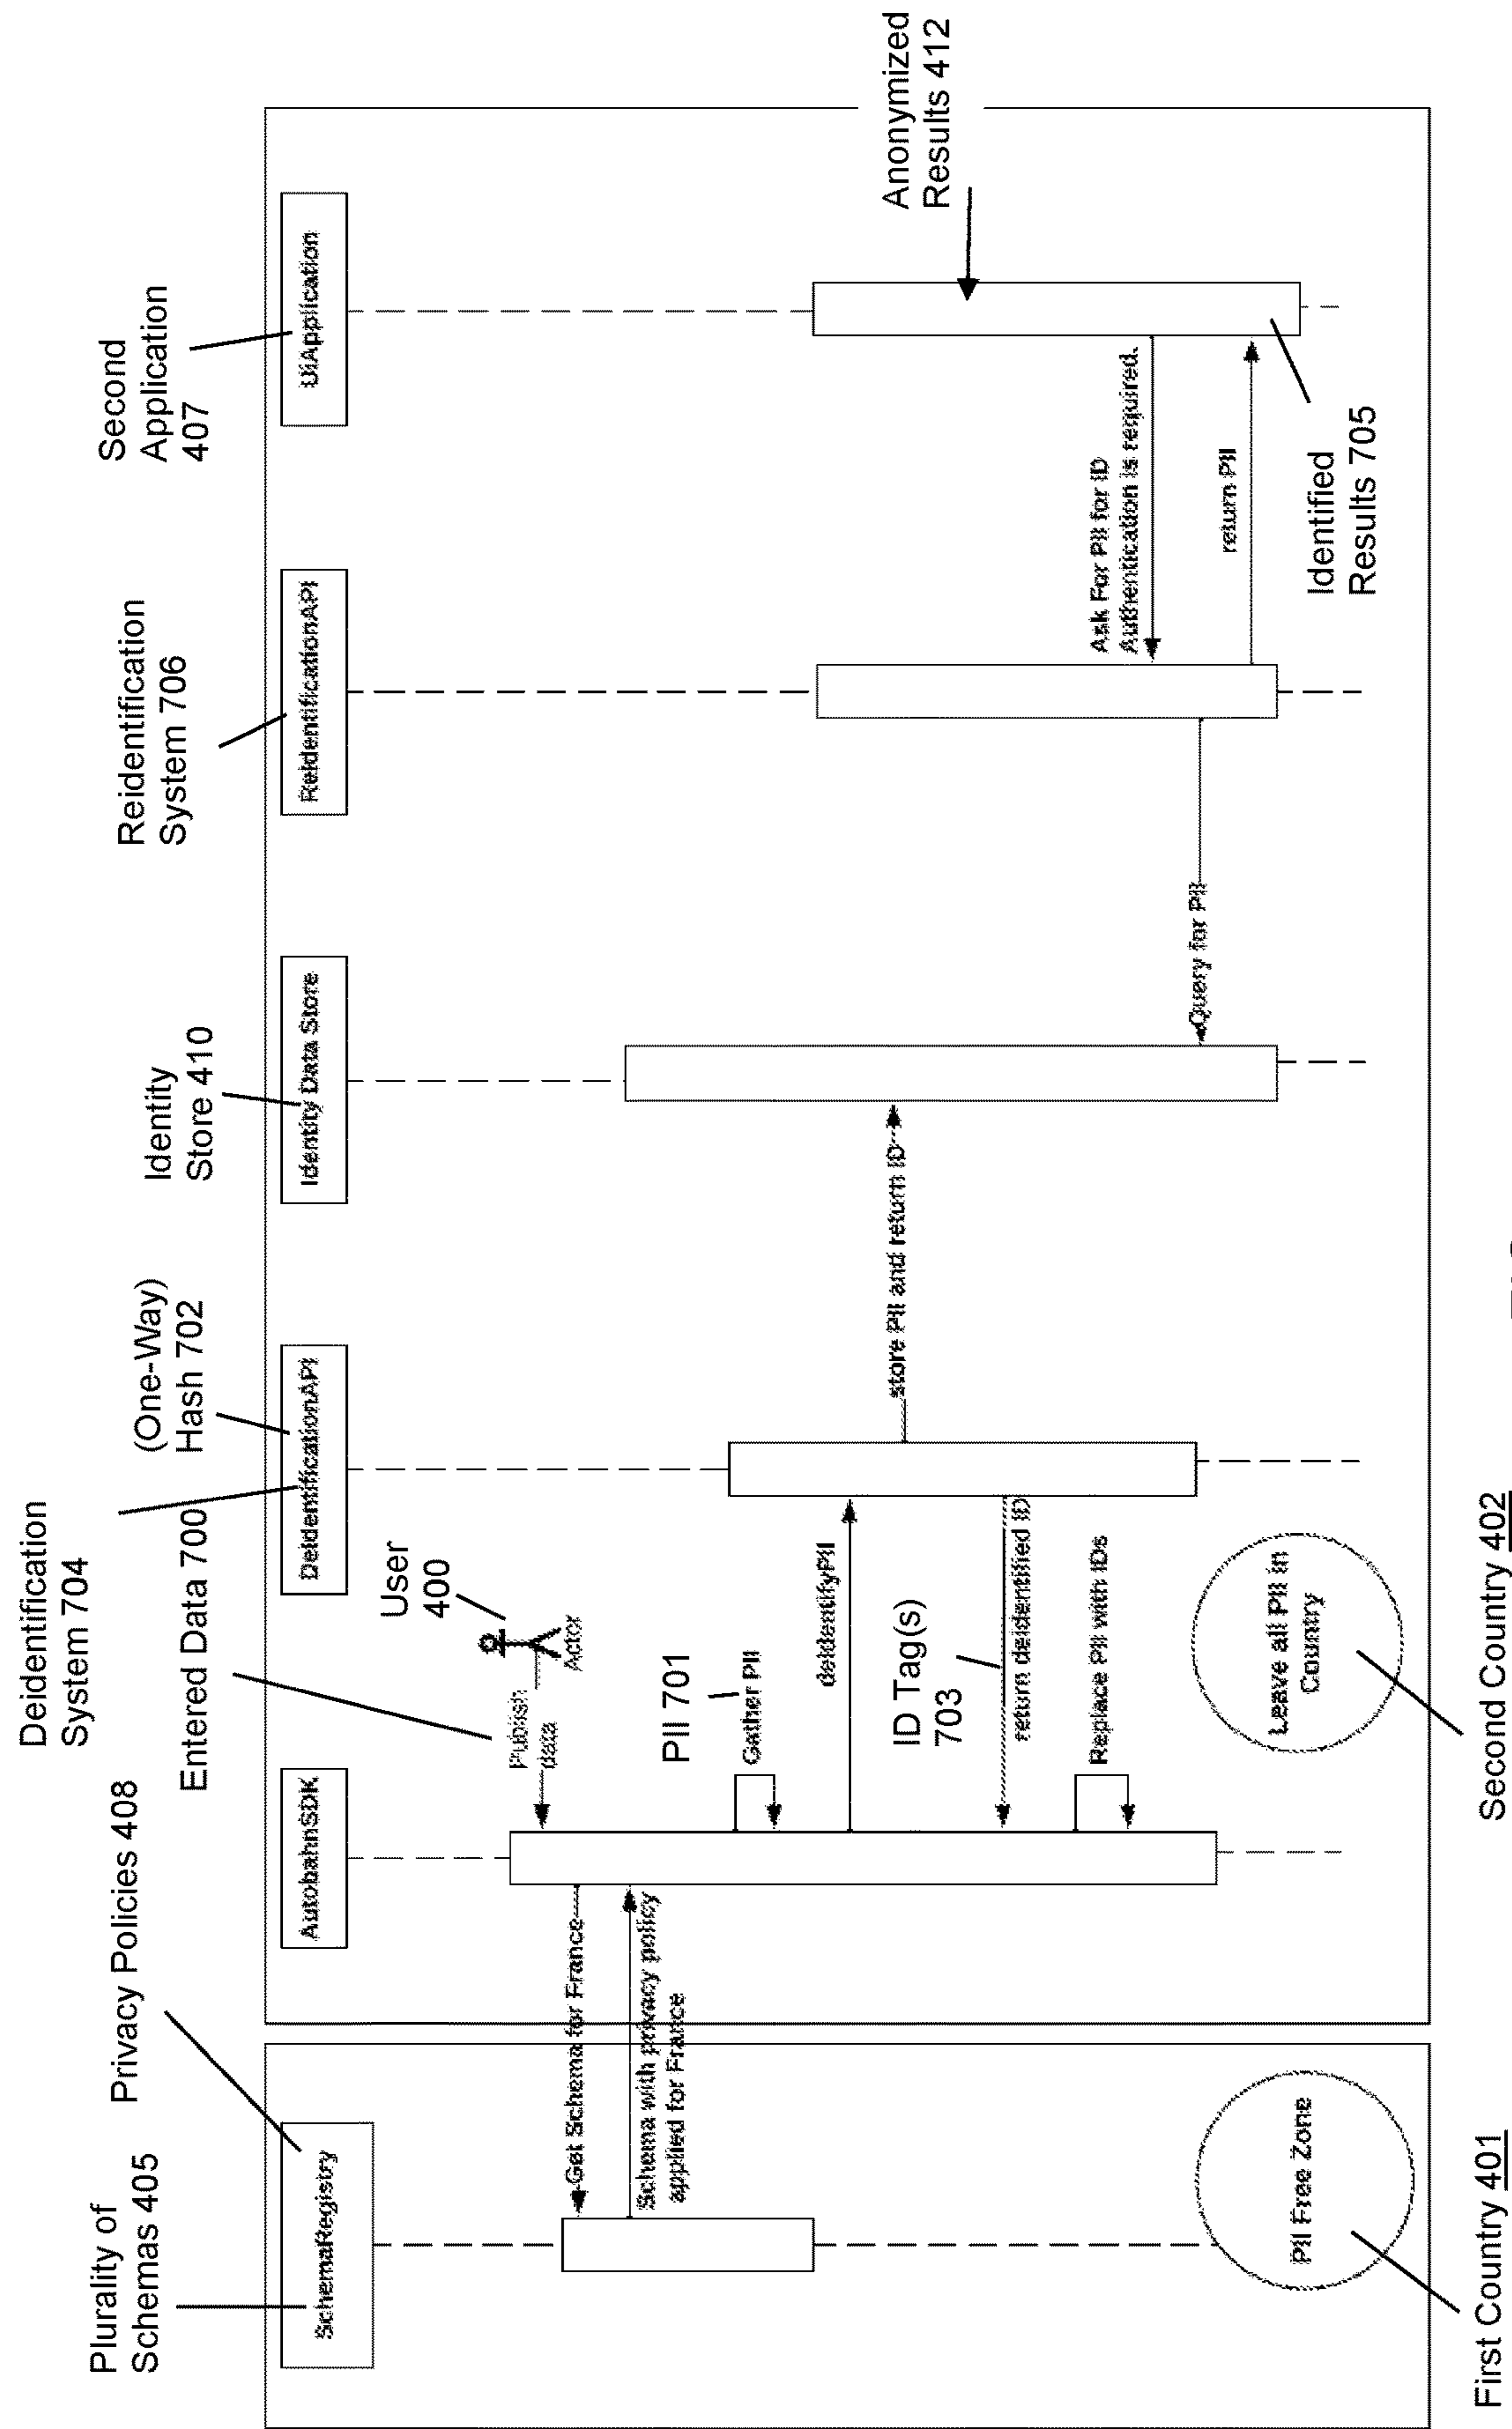 Plurality of
Schemas 405
Privacy Policies 408
Entered Data 700
Deidentification
System 704
(One-Way)
Hash 702
Identity
Store 410
Reidentification
System 706
Second
Application
407
SchemaRegistry
AutobahnSDK
DeidentificationAPI
Identity Data Store
ReidentificationAPI
UiApplication
User
400
Actor
Publish
data
Get Schema for France
Schema with privacy policy
applied for France
PII 701
Gather PII
deidentifyPII
store PII and return ID
ID Tag(s)
703
return deidentified ID
Replace PII with IDs
Anonymized
Results 412
Ask For PII for ID
Authentication is required.
Query for PII
return PII
Identified
Results 705
PII Free Zone
Leave all PII in
Country
First Country 401
Second Country 402